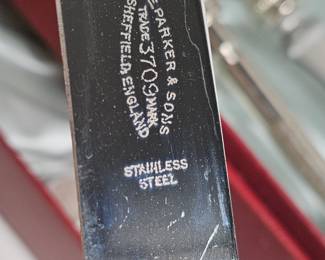 PARKER & SONS
TRADE 3709 MARK
SHEFFIELD, ENGLAND
STAINLESS
STEEL